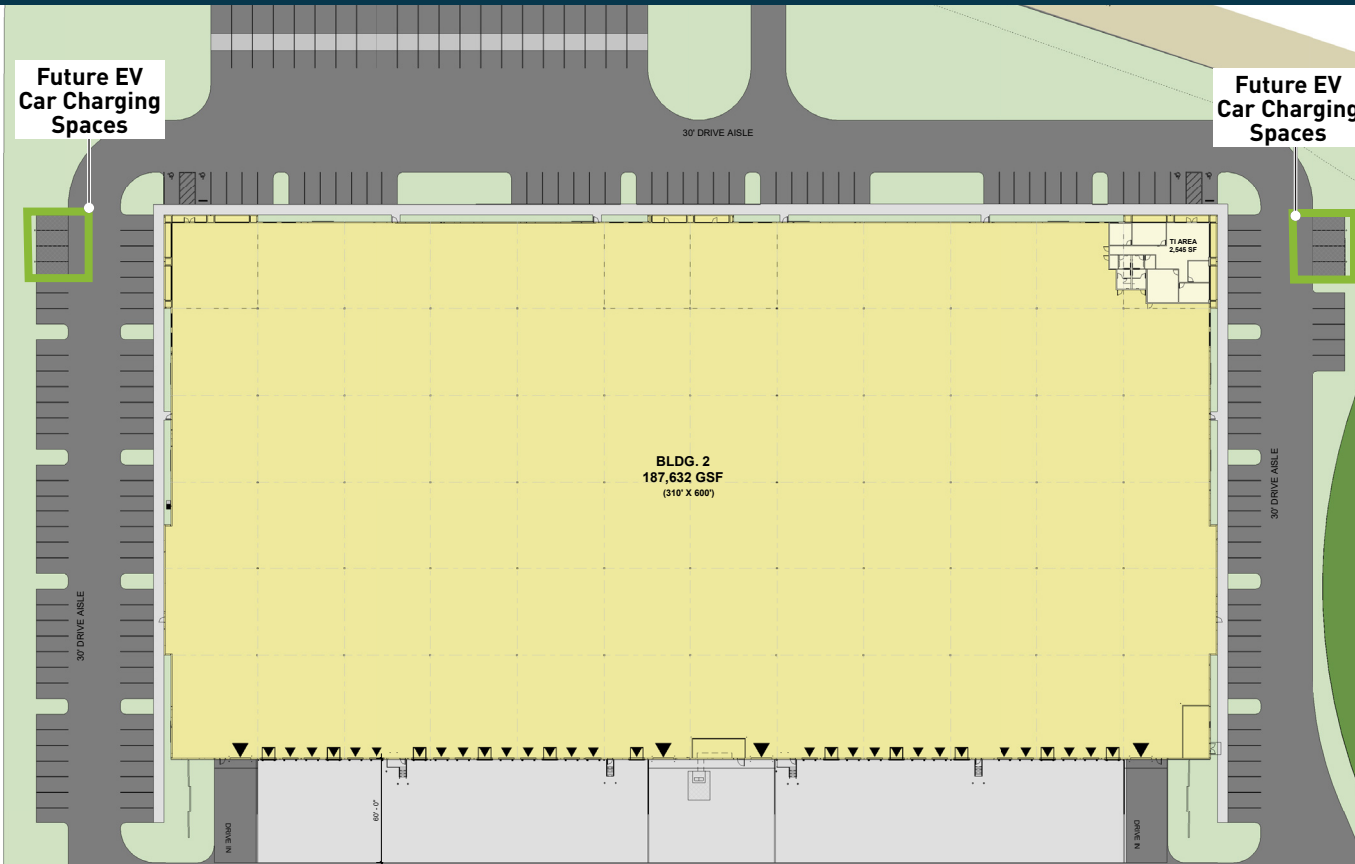 Future EV
Car Charging
Spaces
Future EV
Car Charging
Spaces
30' DRIVE AISLE
TI AREA
2,545 SF
BLDG. 2
187,632 GSF
(310' X 600')
30' DRIVE AISLE
30' DRIVE AISLE
60' - 0"
DRIVE IN
DRIVE IN